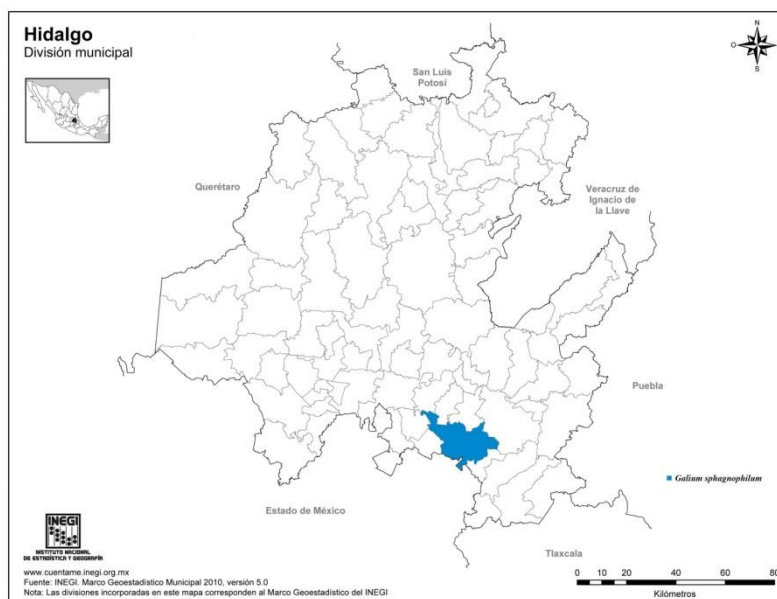 Hidalgo
División municipal
N
O
E
S
San Luis
Potosí
Querétaro
Veracruz de
Ignacio de
la Llave
Puebla
Galium sphagnophilum
Estado de México
Tlaxcala
INEGI
INSTITUTO NACIONAL
DE ESTADÍSTICA Y GEOGRAFÍA
www.cuentame.inegi.org.mx
Fuente: INEGI. Marco Geoestadístico Municipal 2010, versión 5.0
Nota: Las divisiones incorporadas en este mapa corresponden al Marco Geoestadístico del INEGI
0 10 20 40 60 80
Kilómetros